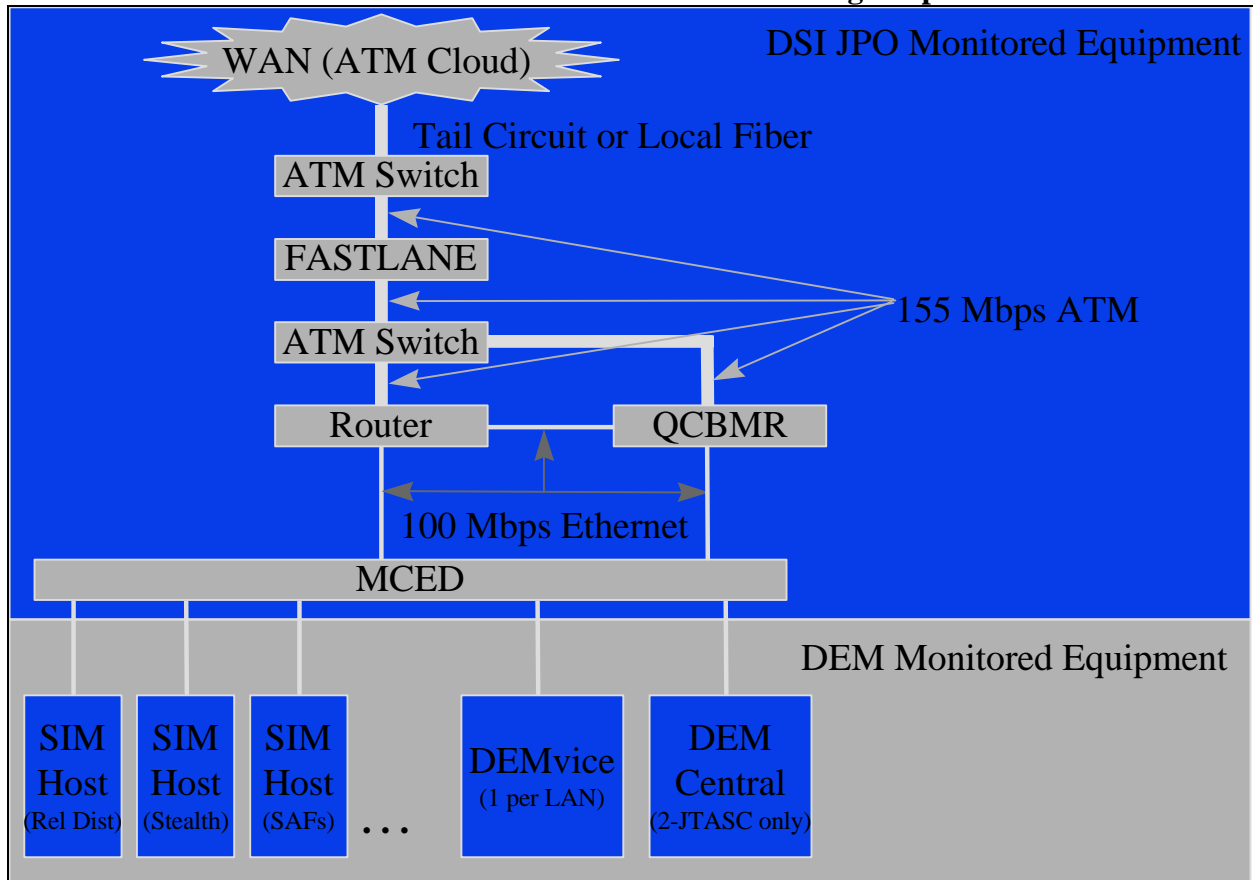 DSI JPO Monitored Equipment
WAN (ATM Cloud)
Tail Circuit or Local Fiber
ATM Switch
FASTLANE
155 Mbps ATM
ATM Switch
Router
QCBMR
100 Mbps Ethernet
MCED
DEM Monitored Equipment
SIM
Host
(Rel Dist)
SIM
Host
(Stealth)
SIM
Host
(SAFs)
...
DEMvice
(1 per LAN)
DEM
Central
(2-JTASC only)